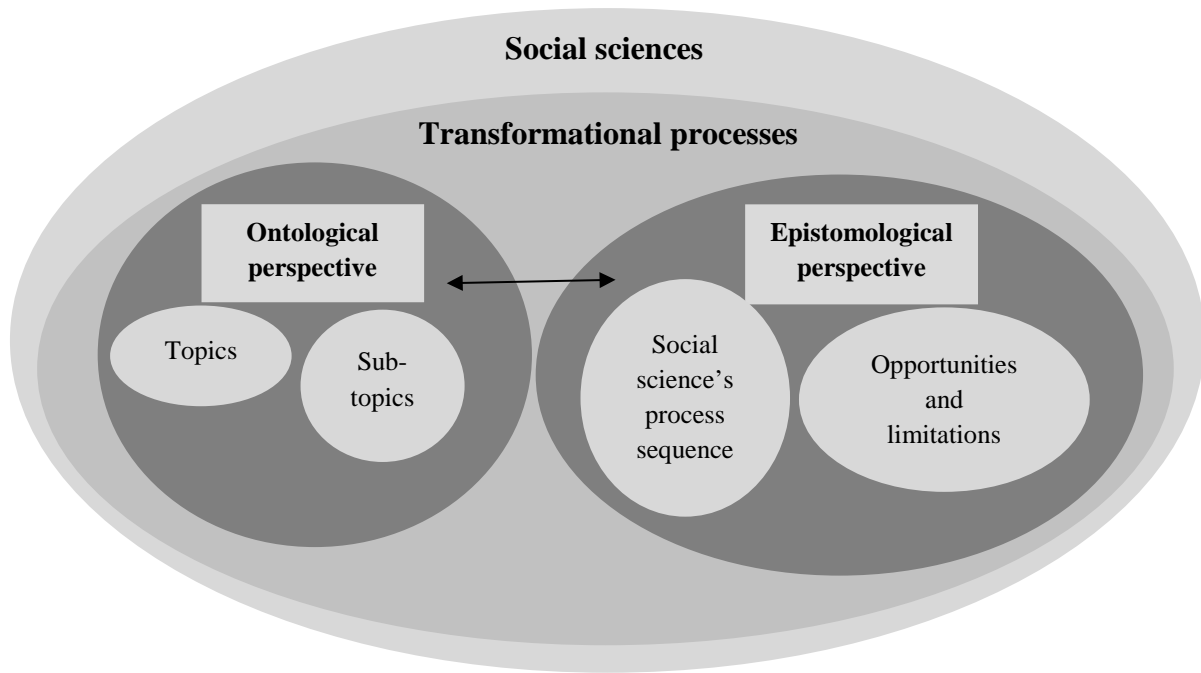 Social sciences
Transformational processes
Ontological
perspective
Topics
Sub-
topics
Epistomological
perspective
Social
science’s
process
sequence
Opportunities
and
limitations